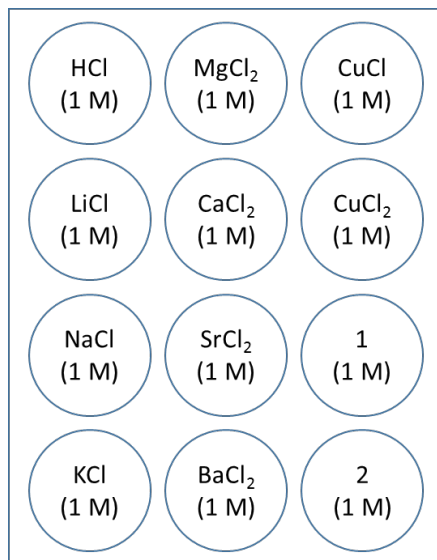 HCl
(1 M)
MgCl₂
(1 M)
CuCl
(1 M)
LiCl
(1 M)
CaCl₂
(1 M)
CuCl₂
(1 M)
NaCl
(1 M)
SrCl₂
(1 M)
1
(1 M)
KCl
(1 M)
BaCl₂
(1 M)
2
(1 M)